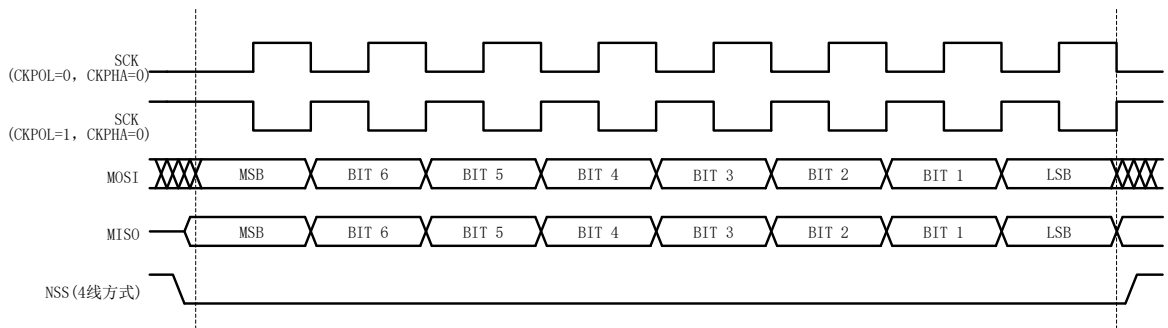 SCK
(CKPOL=0, CKPHA=0)
SCK
(CKPOL=1, CKPHA=0)
MOSI
MSB BIT 6 BIT 5 BIT 4 BIT 3 BIT 2 BIT 1 LSB
MISO
MSB BIT 6 BIT 5 BIT 4 BIT 3 BIT 2 BIT 1 LSB
NSS(4线方式)